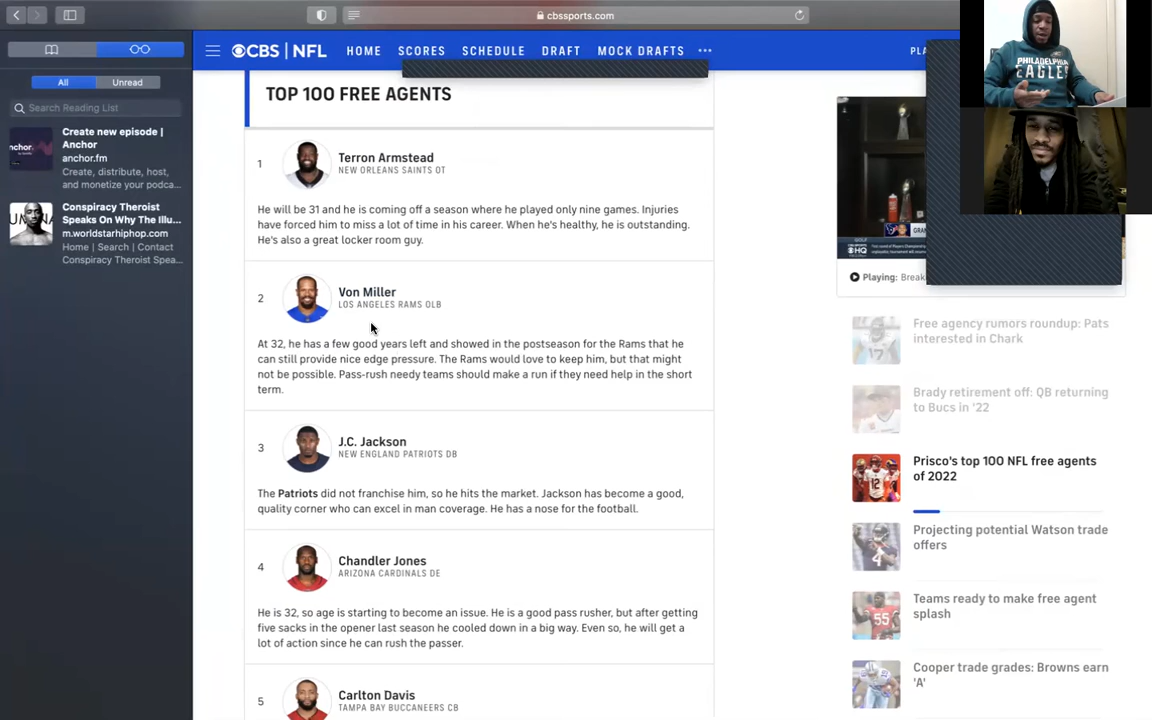 cbssports.com
CBS | NFL
HOME
SCORES
SCHEDULE
DRAFT
MOCK DRAFTS
PLA
PHILADELPHIA
EAGLES
All
Unread
Search Reading List
nchor.
Create new episode |
Anchor
anchor.fm
Create, distribute, host,
and monetize your podca...
Conspiracy Theroist
Speaks On Why The Illu...
m.worldstarhiphop.com
Home | Search | Contact
Conspiracy Theroist Spea...
TOP 100 FREE AGENTS
1
Terron Armstead
NEW ORLEANS SAINTS OT
He will be 31 and he is coming off a season where he played only nine games. Injuries
have forced him to miss a lot of time in his career. When he's healthy, he is outstanding.
He's also a great locker room guy.
2
Von Miller
LOS ANGELES RAMS OLB
At 32, he has a few good years left and showed in the postseason for the Rams that he
can still provide nice edge pressure. The Rams would love to keep him, but that might
not be possible. Pass-rush needy teams should make a run if they need help in the short
term.
3
J.C. Jackson
NEW ENGLAND PATRIOTS DB
The Patriots did not franchise him, so he hits the market. Jackson has become a good,
quality corner who can excel in man coverage. He has a nose for the football.
4
Chandler Jones
ARIZONA CARDINALS DE
He is 32, so age is starting to become an issue. He is a good pass rusher, but after getting
five sacks in the opener last season he cooled down in a big way. Even so, he will get a
lot of action since he can rush the passer.
5
Carlton Davis
TAMPA BAY BUCCANEERS CB
Playing: Break
Free agency rumors roundup: Pats
interested in Chark
Brady retirement off: QB returning
to Bucs in '22
Prisco's top 100 NFL free agents
of 2022
Projecting potential Watson trade
offers
Teams ready to make free agent
splash
Cooper trade grades: Browns earn
'A'